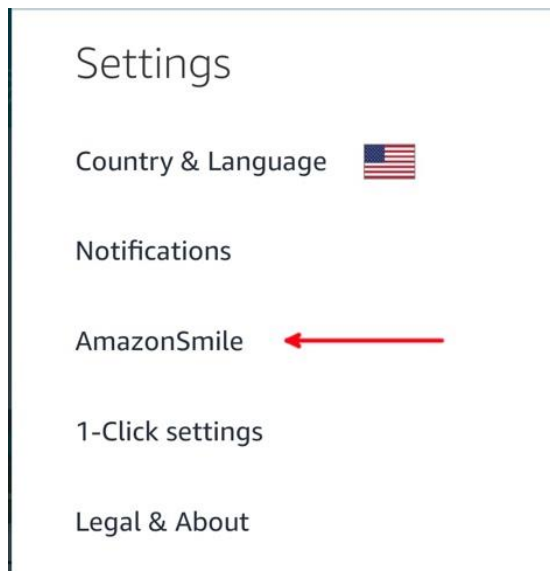 Settings
Country & Language
Notifications
AmazonSmile
1-Click settings
Legal & About